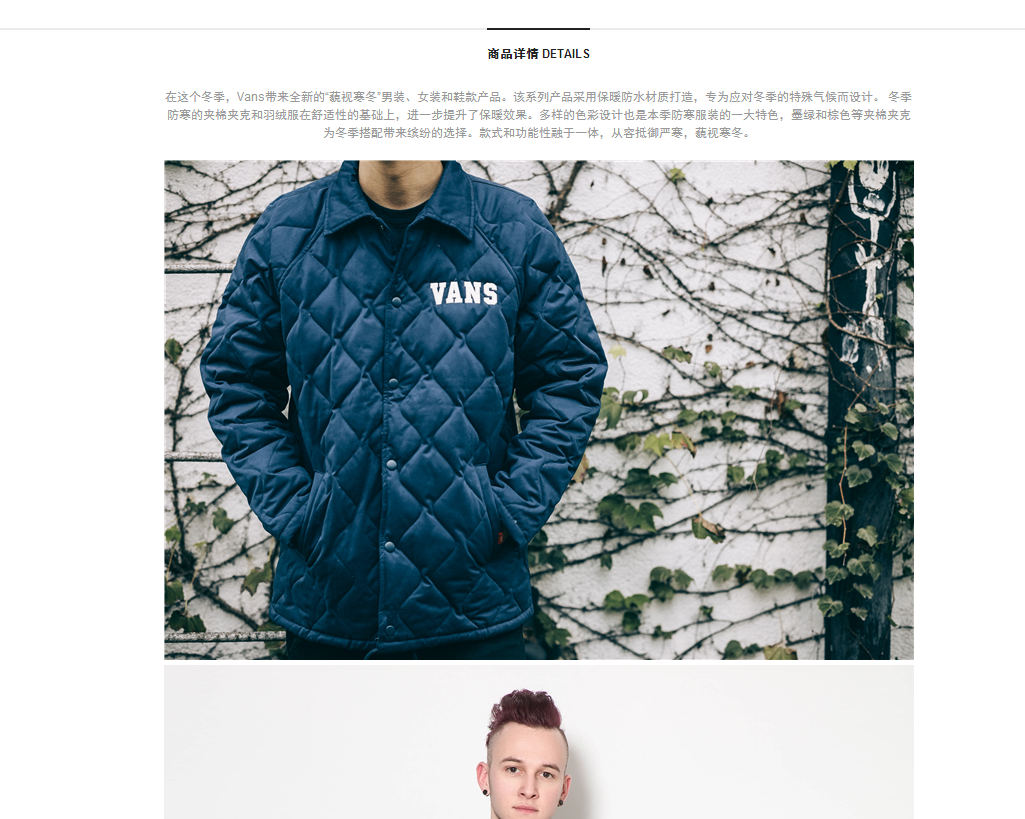 商品详情 DETAILS
在这个冬季，Vans带来全新的“藐视寒冬”男装、女装和鞋款产品。该系列产品采用保暖防水材质打造，专为应对冬季的特殊气候而设计。 冬季
防寒的夹棉夹克和羽绒服在舒适性的基础上，进一步提升了保暖效果。多样的色彩设计也是本季防寒服装的一大特色，墨绿和棕色等夹棉夹克
为冬季搭配带来缤纷的选择。款式和功能性融于一体，从容抵御严寒，藐视寒冬。
VANS